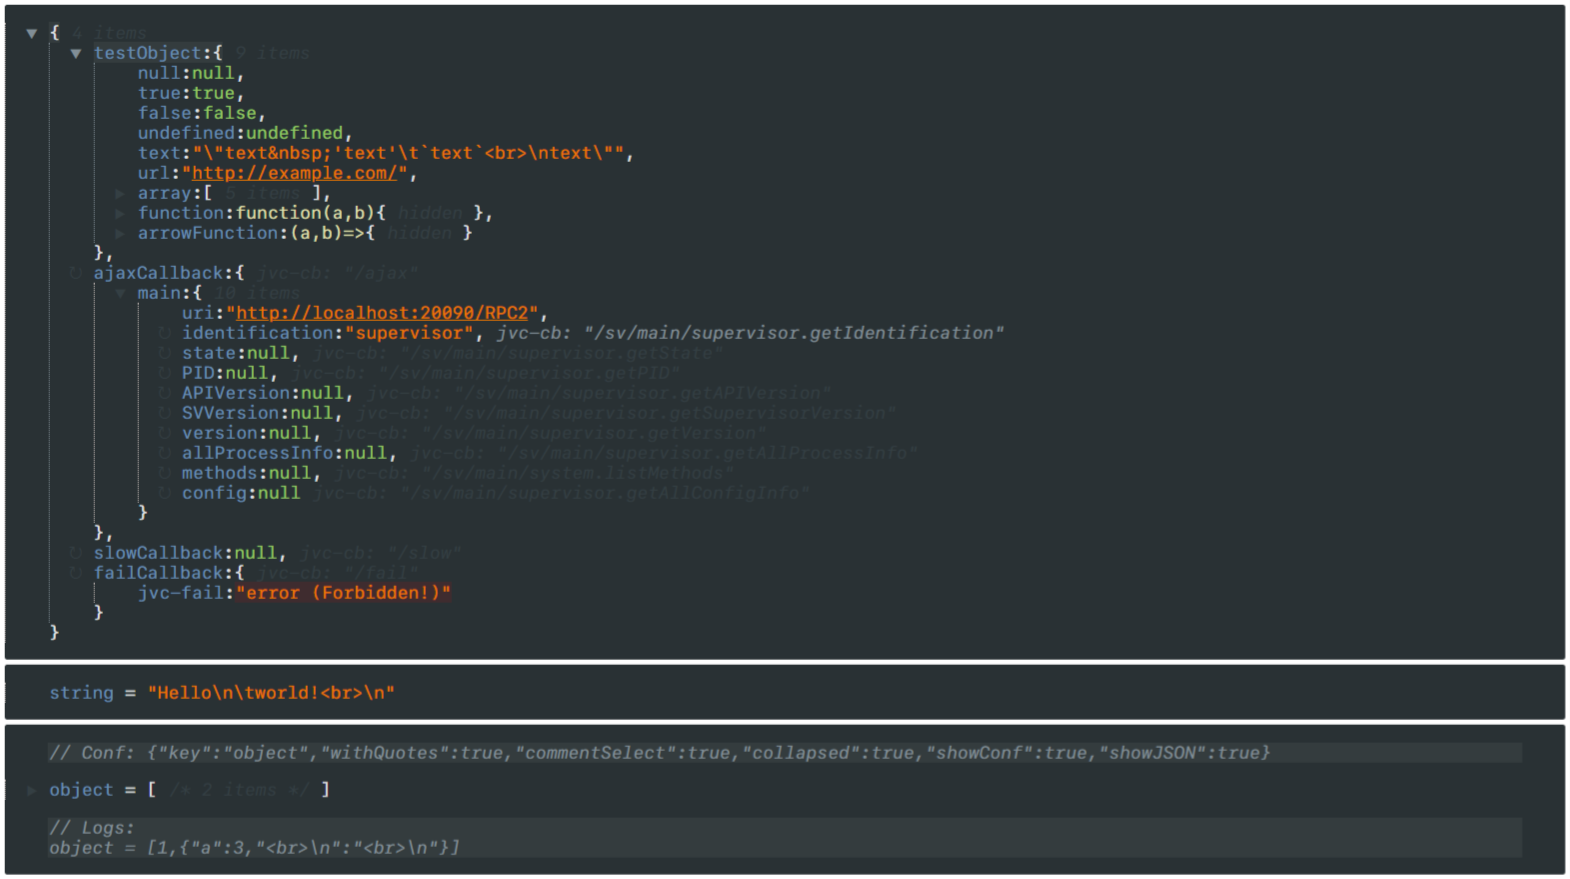 ▼ { 4 items
▼ testObject:{ 9 items
null:null,
true:true,
false:false,
undefined:undefined,
text:"\"text&nbsp;'text'\t`text`<br>\ntext\"",
url:"http://example.com/",
▶ array:[ 5 items ],
▶ function:function(a,b){ hidden },
▶ arrowFunction:(a,b)=>{ hidden }
},
↻ ajaxCallback:{ jvc-cb: "/ajax"
▼ main:{ 10 items
uri:"http://localhost:20090/RPC2",
↻ identification:"supervisor", jvc-cb: "/sv/main/supervisor.getIdentification"
↻ state:null, jvc-cb: "/sv/main/supervisor.getState"
↻ PID:null, jvc-cb: "/sv/main/supervisor.getPID"
↻ APIVersion:null, jvc-cb: "/sv/main/supervisor.getAPIVersion"
↻ SVVersion:null, jvc-cb: "/sv/main/supervisor.getSupervisorVersion"
↻ version:null, jvc-cb: "/sv/main/supervisor.getVersion"
↻ allProcessInfo:null, jvc-cb: "/sv/main/supervisor.getAllProcessInfo"
↻ methods:null, jvc-cb: "/sv/main/system.listMethods"
↻ config:null jvc-cb: "/sv/main/supervisor.getAllConfigInfo"
}
},
↻ slowCallback:null, jvc-cb: "/slow"
↻ failCallback:{ jvc-cb: "/fail"
jvc-fail:"error (Forbidden!)"
}
}
string = "Hello\n\tworld!<br>\n"
// Conf: {"key":"object","withQuotes":true,"commentSelect":true,"collapsed":true,"showConf":true,"showJSON":true}
▶ object = [ /* 2 items */ ]
// Logs:
object = [1,{"a":3,"<br>\n":"<br>\n"}]